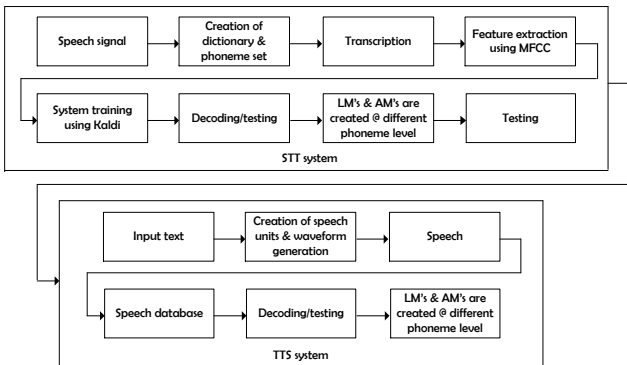 Speech signal
Creation of
dictionary &
phoneme set
Transcription
Feature extraction
using MFCC
System training
using Kaldi
Decoding/testing
LM's & AM's are
created @ different
phoneme level
Testing
STT system
Input text
Creation of speech
units & waveform
generation
Speech
Speech database
Decoding/testing
LM's & AM's are
created @ different
phoneme level
TTS system